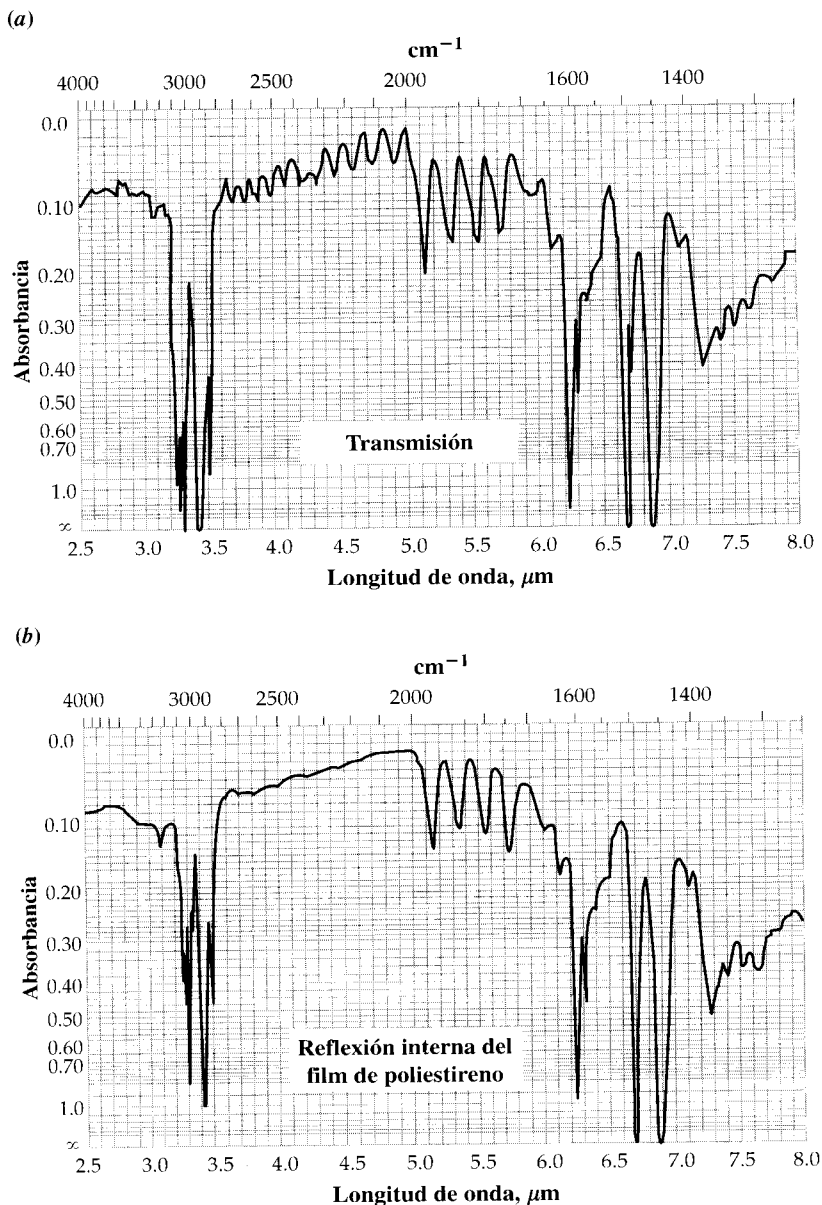 (a)
cm⁻¹
4000 3000 2500 2000 1600 1400
0.0
0.10
0.20
0.30
0.40
0.50
0.60
0.70
1.0
∞
Absorbancia
Transmisión
2.5 3.0 3.5 4.0 4.5 5.0 5.5 6.0 6.5 7.0 7.5 8.0
Longitud de onda, μm
(b)
cm⁻¹
4000 3000 2500 2000 1600 1400
0.0
0.10
0.20
0.30
0.40
0.50
0.60
0.70
1.0
∞
Absorbancia
Reflexión interna del
film de poliestireno
2.5 3.0 3.5 4.0 4.5 5.0 5.5 6.0 6.5 7.0 7.5 8.0
Longitud de onda, μm